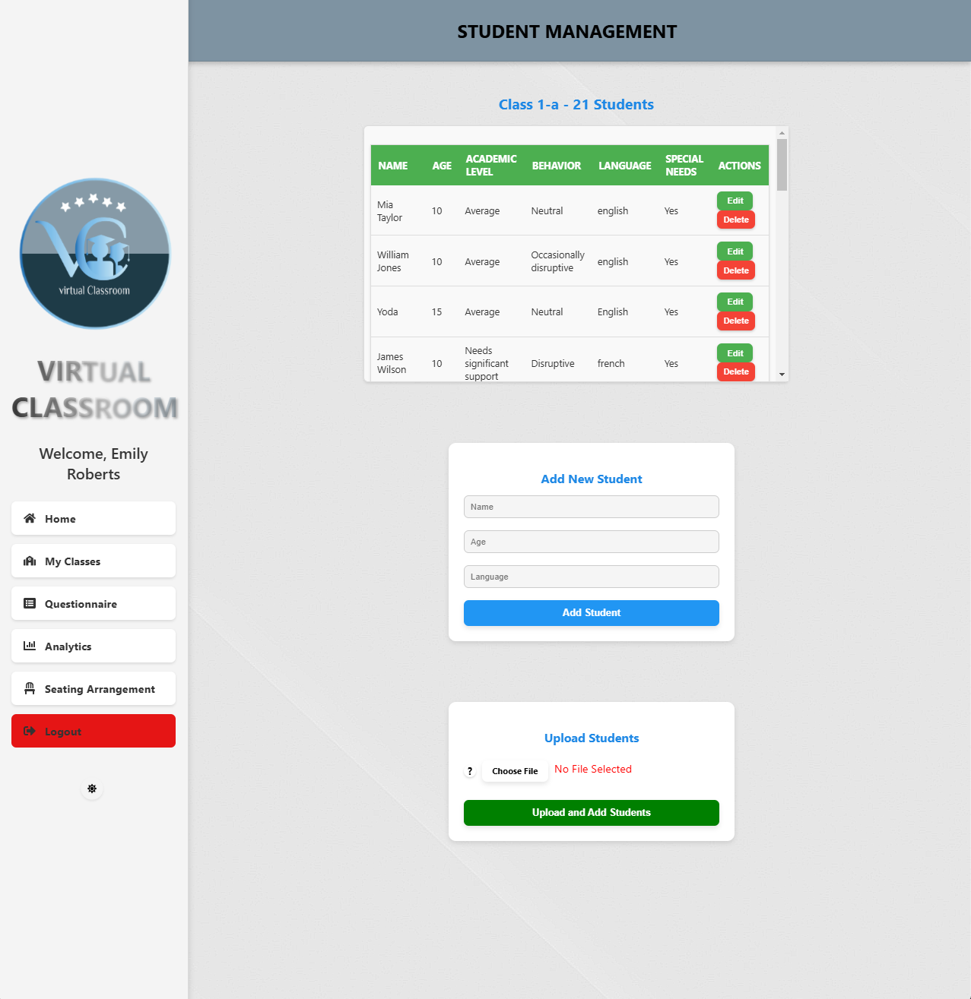 STUDENT MANAGEMENT
virtual Classroom
VIRTUAL
CLASSROOM
Welcome, Emily
Roberts
Home
My Classes
Questionnaire
Analytics
Seating Arrangement
Logout
Class 1-a - 21 Students
NAME AGE ACADEMIC LEVEL BEHAVIOR LANGUAGE SPECIAL NEEDS ACTIONS
Mia Taylor 10 Average Neutral english Yes Edit Delete
William Jones 10 Average Occasionally disruptive english Yes Edit Delete
Yoda 15 Average Neutral English Yes Edit Delete
James Wilson 10 Needs significant support Disruptive french Yes Edit Delete
Add New Student
Name
Age
Language
Add Student
Upload Students
? Choose File No File Selected
Upload and Add Students